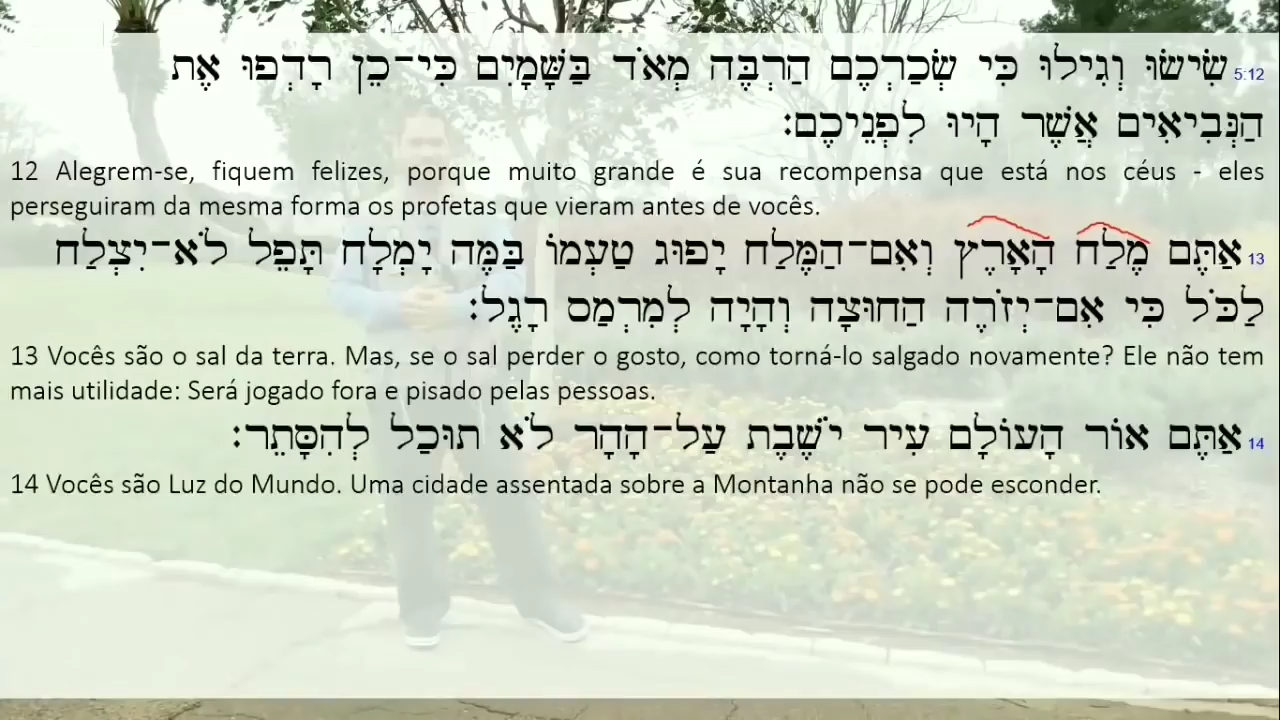 5:12 שִׂישׂוּ וְגִילוּ כִּי שְׂכַרְכֶם הַרְבֶּה מְאֹד בַּשָּׁמָיִם כִּי־כֵן רָדְפוּ אֶת
הַנְּבִיאִים אֲשֶׁר הָיוּ לִפְנֵיכֶם׃
12 Alegrem-se, fiquem felizes, porque muito grande é sua recompensa que está nos céus - eles
perseguiram da mesma forma os profetas que vieram antes de vocês.
13 אַתֶּם מֶלַח הָאָרֶץ וְאִם־הַמֶּלַח יָפוּג טַעְמוֹ בַּמֶּה יָמְלָח תָּפֵל לֹא־יִצְלַח
לַכֹּל כִּי אִם־יְזֹרֶה הַחוּצָה וְהָיָה לְמִרְמַס רָגֶל׃
13 Vocês são o sal da terra. Mas, se o sal perder o gosto, como torná-lo salgado novamente? Ele não tem
mais utilidade: Será jogado fora e pisado pelas pessoas.
14 אַתֶּם אוֹר הָעוֹלָם עִיר יֹשֶׁבֶת עַל־הָהָר לֹא תוּכַל לְהִסָּתֵר׃
14 Vocês são Luz do Mundo. Uma cidade assentada sobre a Montanha não se pode esconder.